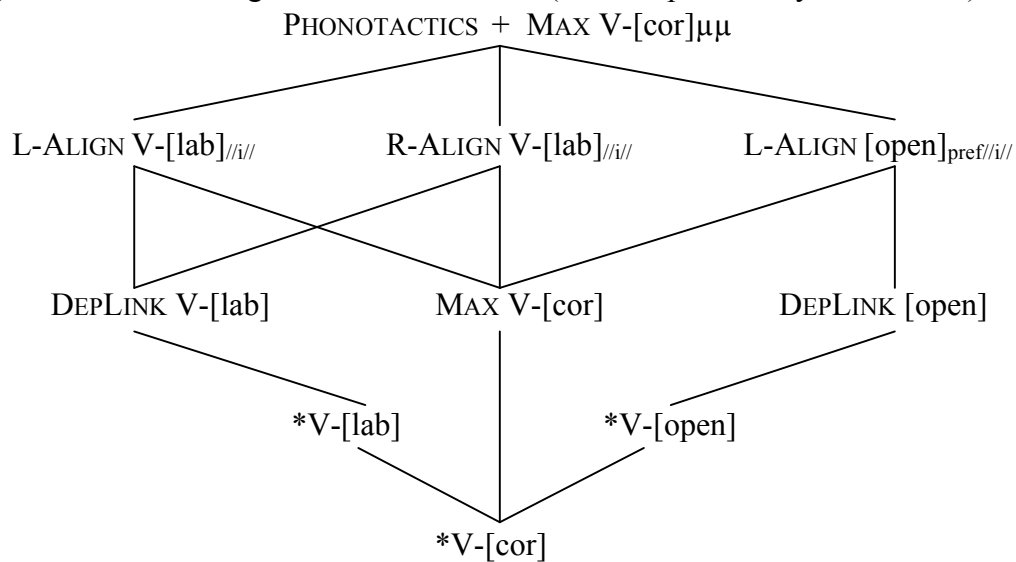 PHONOTACTICS + MAX V-[cor]µµ
L-ALIGN V-[lab]//i// R-ALIGN V-[lab]//i// L-ALIGN [open]pref//i//
DEPLINK V-[lab] MAX V-[cor] DEPLINK [open]
*V-[lab] *V-[open]
*V-[cor]